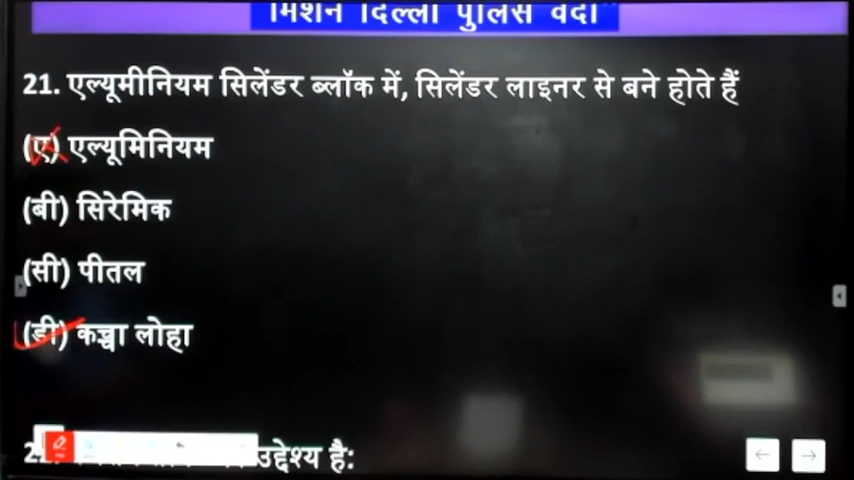 मिशन दिल्ली पुलिस वर्दी"
21. एल्यूमीनियम सिलेंडर ब्लॉक में, सिलेंडर लाइनर से बने होते हैं
(ए) एल्यूमिनियम
(बी) सिरेमिक
(सी) पीतल
(डी) कच्चा लोहा
उद्देश्य है: